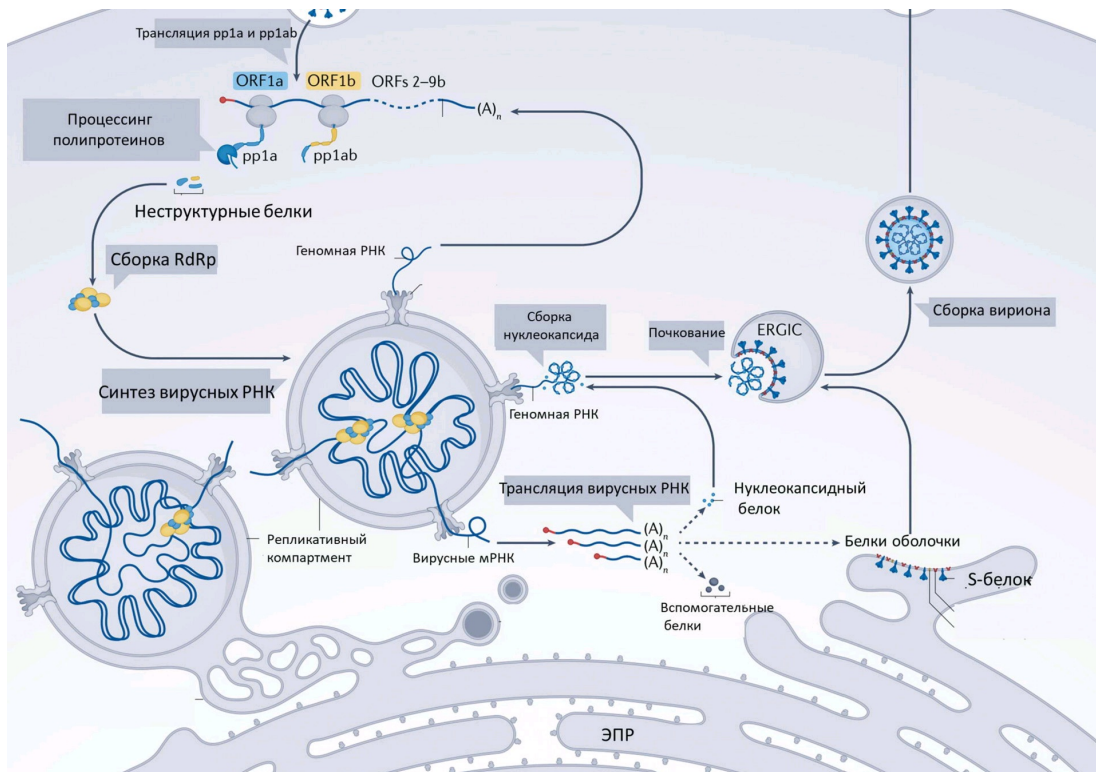 Трансляция pp1a и pp1ab
ORF1a
ORF1b
ORFs 2–9b
(A)n
Процессинг
полипротеинов
pp1a
pp1ab
Неструктурные белки
Геномная РНК
Сборка RdRp
Сборка
нуклеокапсида
Почкование
ERGIC
Сборка вириона
Синтез вирусных РНК
Геномная РНК
Трансляция вирусных РНК
Нуклеокапсидный
белок
(A)n
(A)n
(A)n
Репликативный
компартмент
Вирусные мРНК
Белки оболочки
S-белок
Вспомогательные
белки
ЭПР